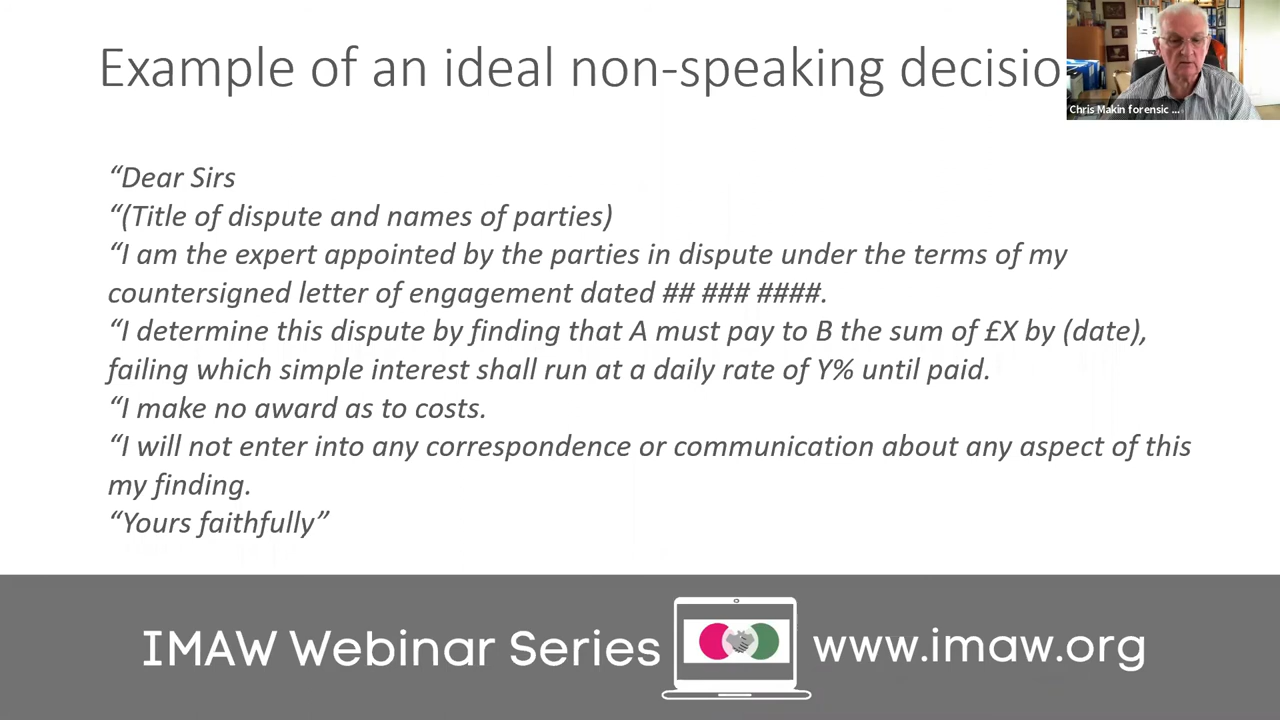 Example of an ideal non-speaking decisio
Chris Makin forensic ...
“Dear Sirs
“(Title of dispute and names of parties)
“I am the expert appointed by the parties in dispute under the terms of my
countersigned letter of engagement dated ## ### ####.
“I determine this dispute by finding that A must pay to B the sum of £X by (date),
failing which simple interest shall run at a daily rate of Y% until paid.
“I make no award as to costs.
“I will not enter into any correspondence or communication about any aspect of this
my finding.
“Yours faithfully”
IMAW Webinar Series
www.imaw.org